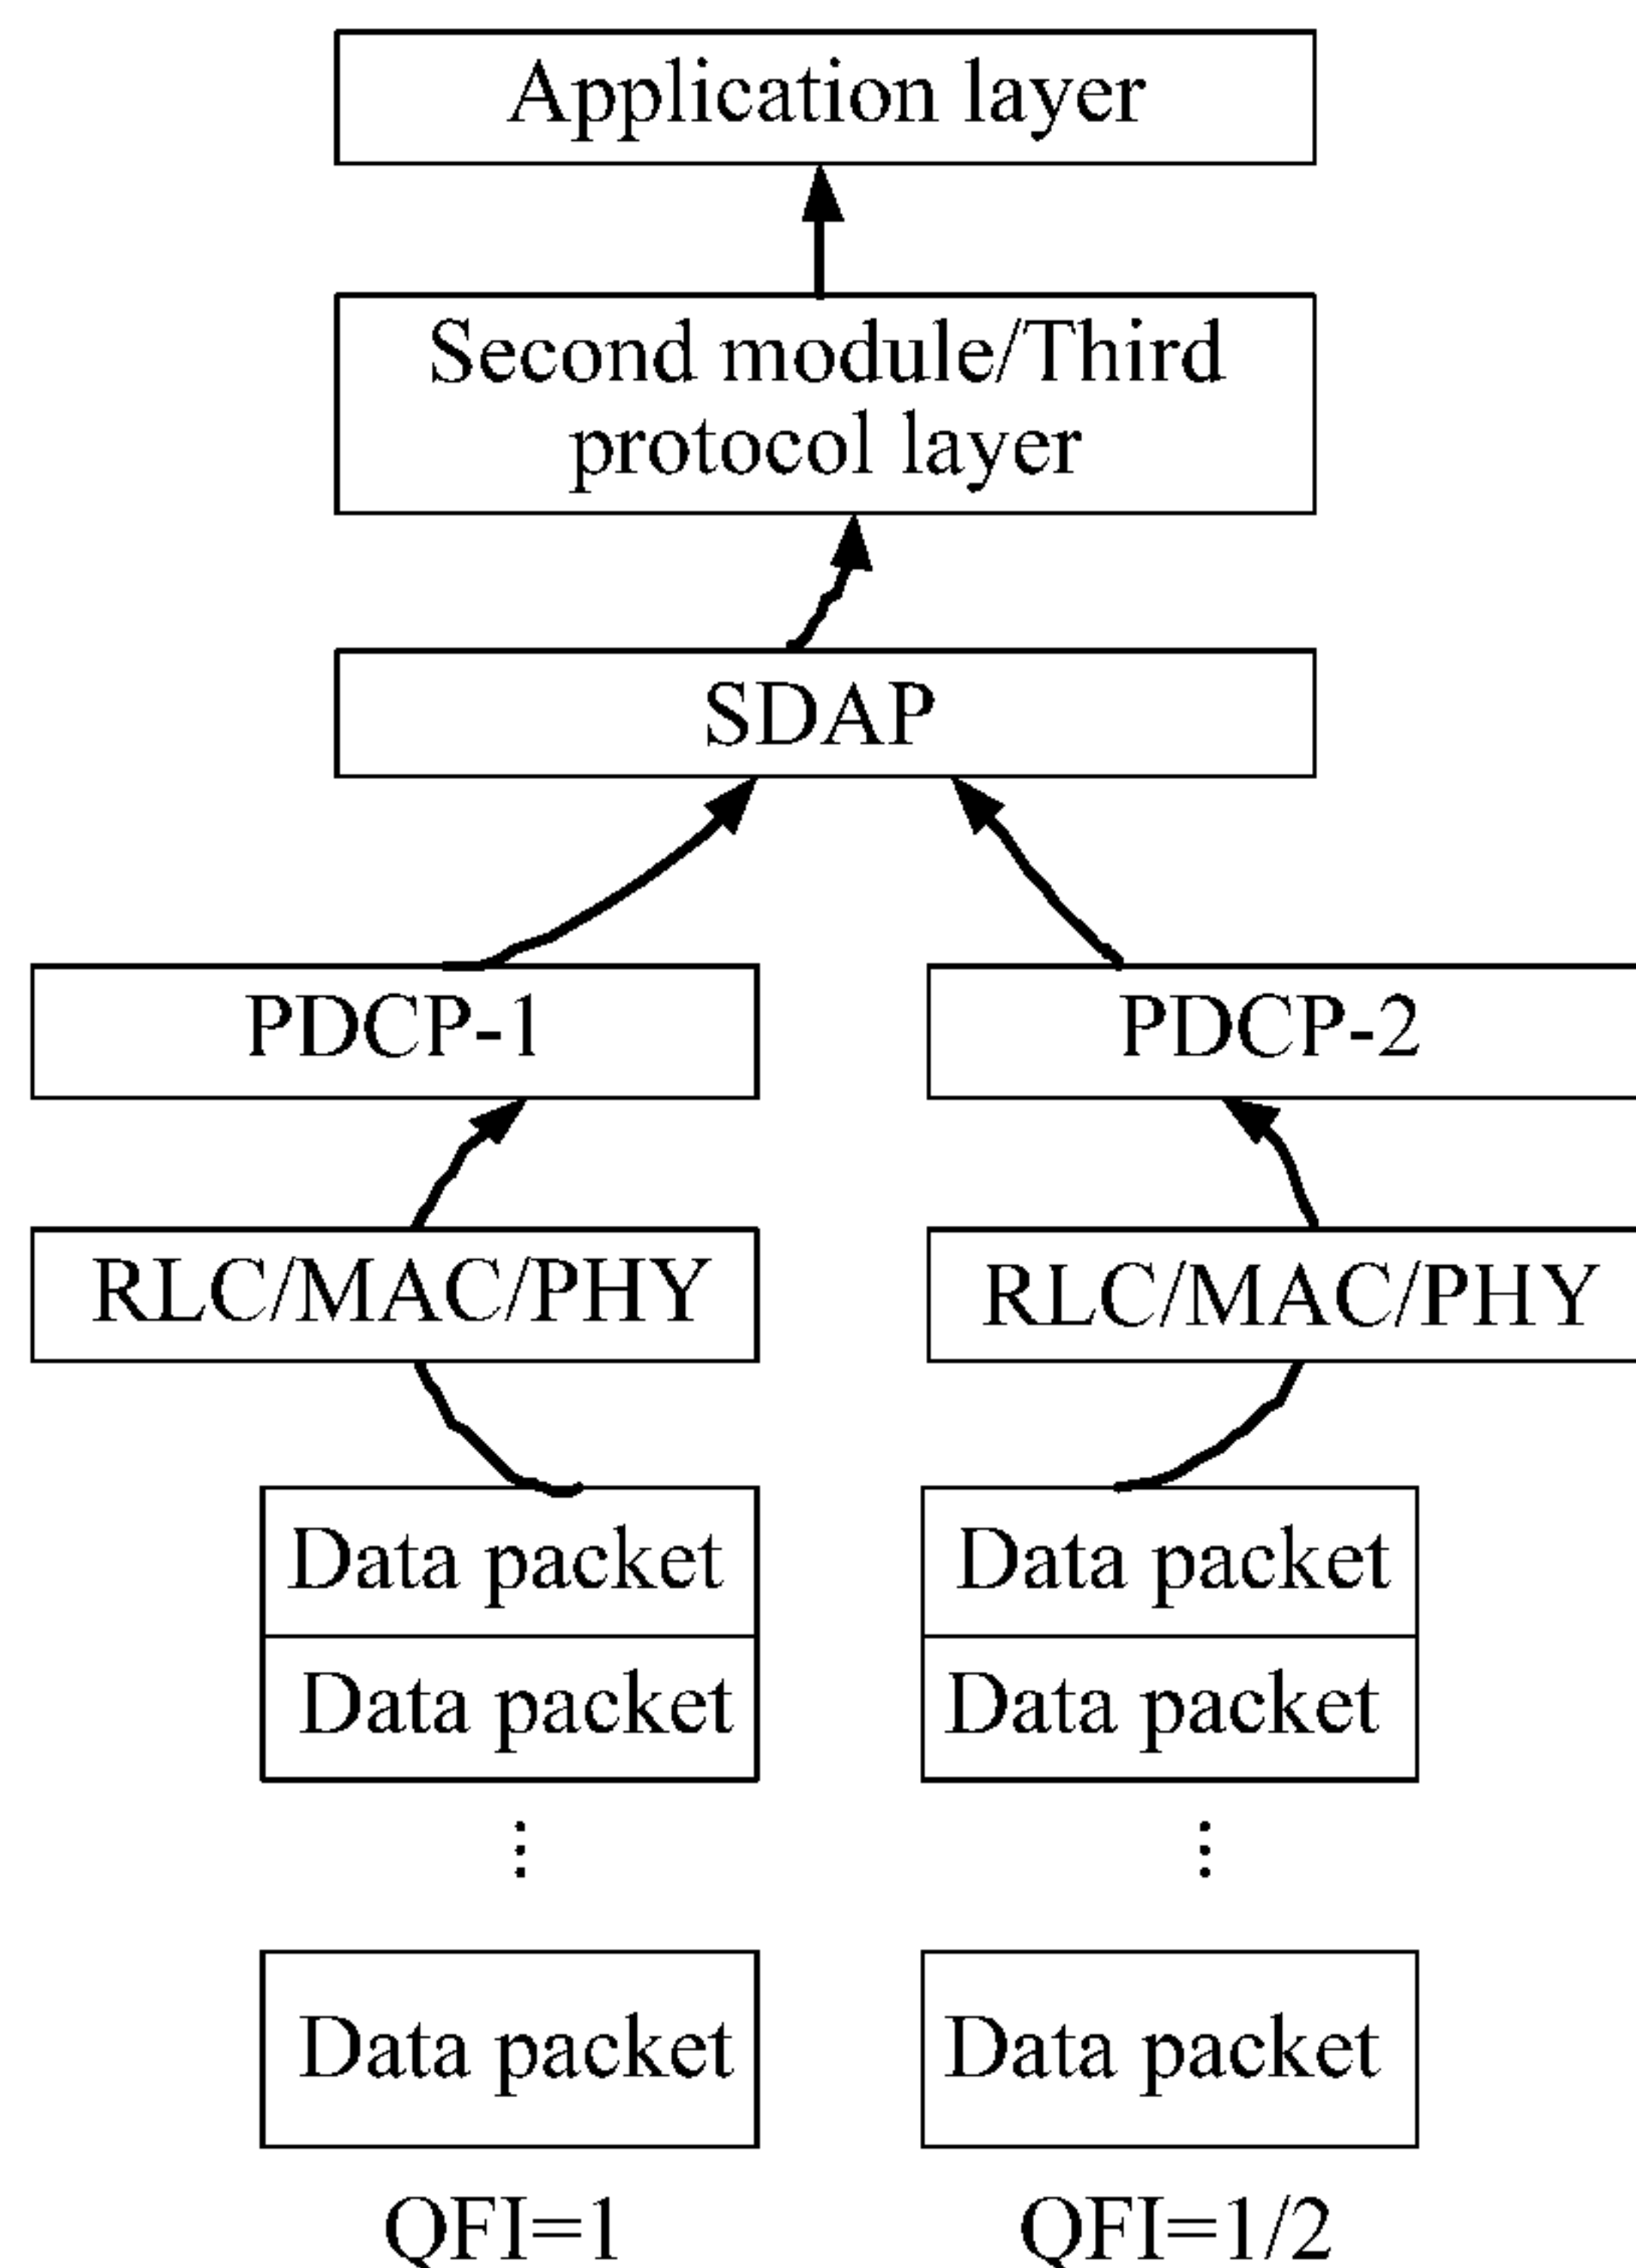 Application layer
Second module/Third
protocol layer
SDAP
PDCP-1
PDCP-2
RLC/MAC/PHY
RLC/MAC/PHY
Data packet
Data packet
Data packet
Data packet
⋮
⋮
Data packet
Data packet
QFI=1
QFI=1/2